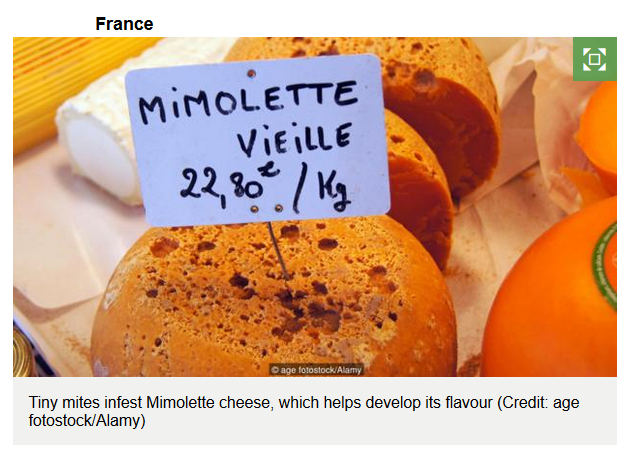 France
MiMOLETTE
ViEiLLE
22,80€ / Kg
© age fotostock/Alamy
Tiny mites infest Mimolette cheese, which helps develop its flavour (Credit: age
fotostock/Alamy)